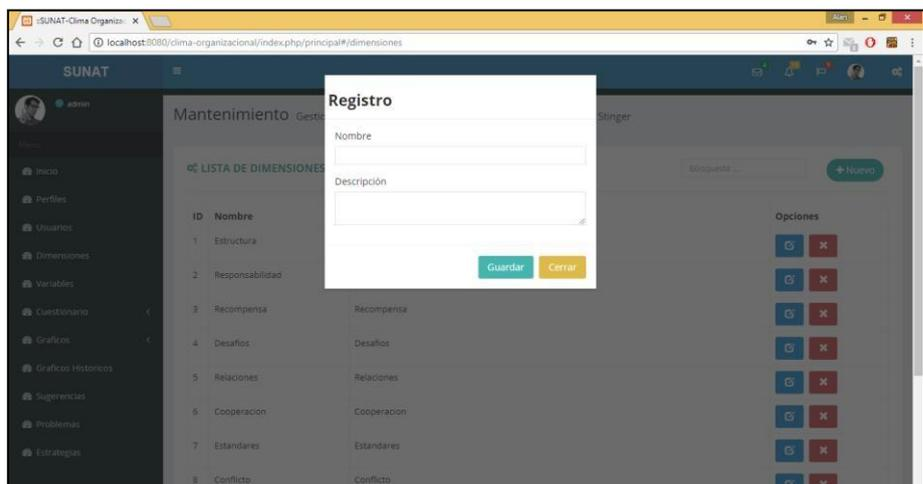 :SUNAT-Clima Organiza
Alan
localhost:8080/clima-organizacional/index.php/principal#/dimensiones
SUNAT
admin
Menu
Inicio
Perfiles
Usuarios
Dimensiones
Variables
Cuestionario
Graficos
Graficos Historicos
Sugerencias
Problemas
Estrategias
Mantenimiento Stinger
LISTA DE DIMENSIONES
Búsqueda ...
+ Nuevo
Registro
Nombre
Descripción
Guardar Cerrar
ID Nombre Opciones
1 Estructura
2 Responsabilidad
3 Recompensa Recompensa
4 Desafios Desafios
5 Relaciones Relaciones
6 Cooperacion Cooperacion
7 Estandares Estandares
8 Conflicto Conflicto